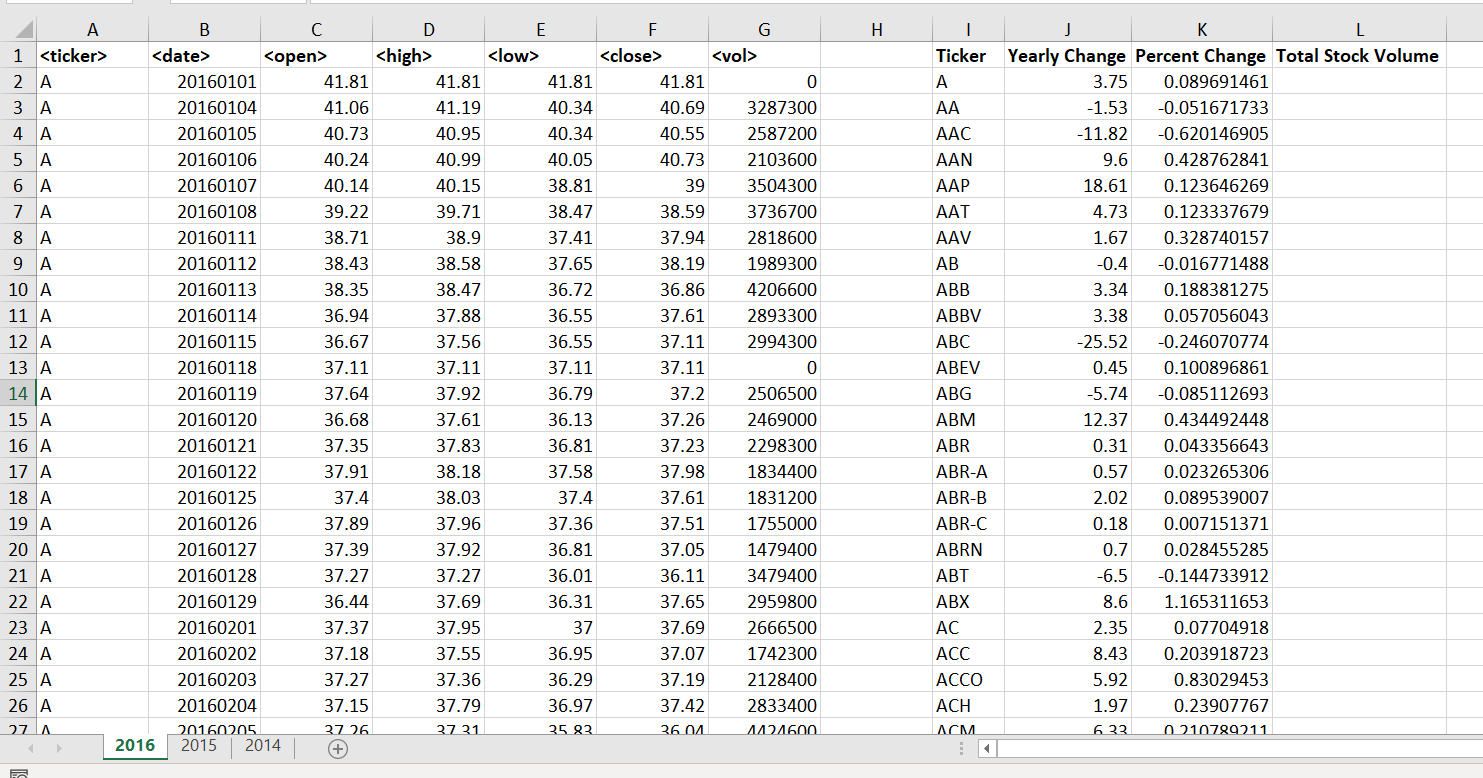 A B C D E F G H I J K L
1 <ticker> <date> <open> <high> <low> <close> <vol> Ticker Yearly Change Percent Change Total Stock Volume
2 A 20160101 41.81 41.81 41.81 41.81 0 A 3.75 0.089691461
3 A 20160104 41.06 41.19 40.34 40.69 3287300 AA -1.53 -0.051671733
4 A 20160105 40.73 40.95 40.34 40.55 2587200 AAC -11.82 -0.620146905
5 A 20160106 40.24 40.99 40.05 40.73 2103600 AAN 9.6 0.428762841
6 A 20160107 40.14 40.15 38.81 39 3504300 AAP 18.61 0.123646269
7 A 20160108 39.22 39.71 38.47 38.59 3736700 AAT 4.73 0.123337679
8 A 20160111 38.71 38.9 37.41 37.94 2818600 AAV 1.67 0.328740157
9 A 20160112 38.43 38.58 37.65 38.19 1989300 AB -0.4 -0.016771488
10 A 20160113 38.35 38.47 36.72 36.86 4206600 ABB 3.34 0.188381275
11 A 20160114 36.94 37.88 36.55 37.61 2893300 ABBV 3.38 0.057056043
12 A 20160115 36.67 37.56 36.55 37.11 2994300 ABC -25.52 -0.246070774
13 A 20160118 37.11 37.11 37.11 37.11 0 ABEV 0.45 0.100896861
14 A 20160119 37.64 37.92 36.79 37.2 2506500 ABG -5.74 -0.085112693
15 A 20160120 36.68 37.61 36.13 37.26 2469000 ABM 12.37 0.434492448
16 A 20160121 37.35 37.83 36.81 37.23 2298300 ABR 0.31 0.043356643
17 A 20160122 37.91 38.18 37.58 37.98 1834400 ABR-A 0.57 0.023265306
18 A 20160125 37.4 38.03 37.4 37.61 1831200 ABR-B 2.02 0.089539007
19 A 20160126 37.89 37.96 37.36 37.51 1755000 ABR-C 0.18 0.007151371
20 A 20160127 37.39 37.92 36.81 37.05 1479400 ABRN 0.7 0.028455285
21 A 20160128 37.27 37.27 36.01 36.11 3479400 ABT -6.5 -0.144733912
22 A 20160129 36.44 37.69 36.31 37.65 2959800 ABX 8.6 1.165311653
23 A 20160201 37.37 37.95 37 37.69 2666500 AC 2.35 0.07704918
24 A 20160202 37.18 37.55 36.95 37.07 1742300 ACC 8.43 0.203918723
25 A 20160203 37.27 37.36 36.29 37.19 2128400 ACCO 5.92 0.83029453
26 A 20160204 37.15 37.79 36.97 37.42 2833400 ACH 1.97 0.23907767
27 A 20160205 37.26 37.31 35.83 36.04 4424600 ACM 6.33 0.210789211
2016 2015 2014